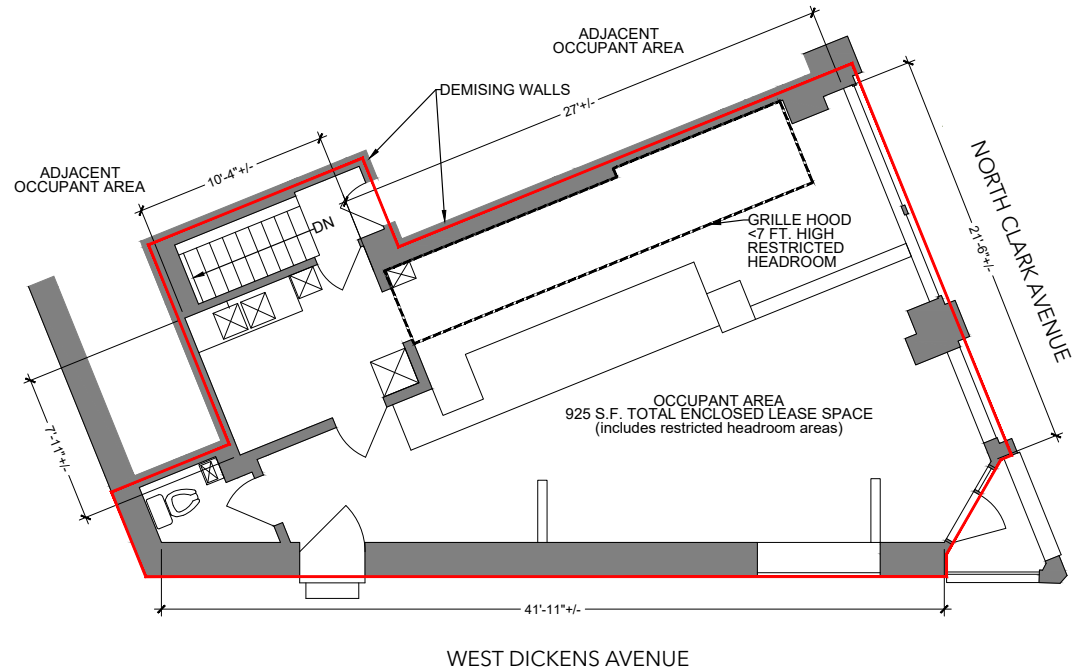 ADJACENT
OCCUPANT AREA
DEMISING WALLS
27'+/-
ADJACENT
OCCUPANT AREA
10'-4"+/-
NORTH CLARK AVENUE
DN
GRILLE HOOD
<7 FT. HIGH
RESTRICTED
HEADROOM
21'-6"+/-
OCCUPANT AREA
925 S.F. TOTAL ENCLOSED LEASE SPACE
(includes restricted headroom areas)
7'-11"+/-
41'-11"+/-
WEST DICKENS AVENUE